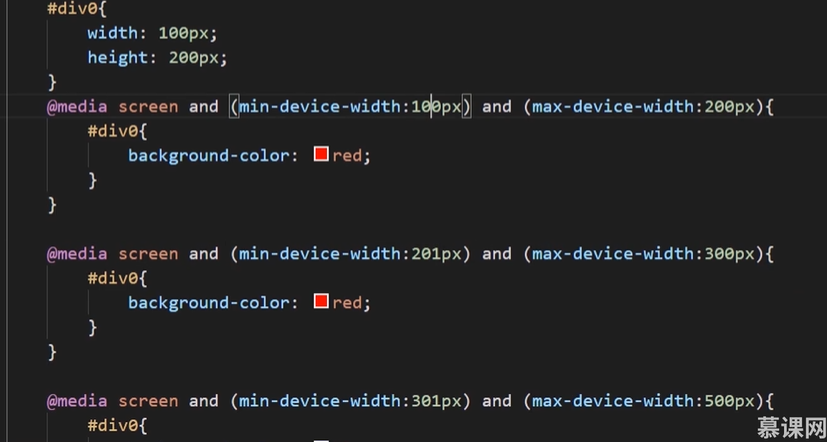 #div0{
width: 100px;
height: 200px;
}
@media screen and (min-device-width:100px) and (max-device-width:200px){
#div0{
background-color: red;
}
}
@media screen and (min-device-width:201px) and (max-device-width:300px){
#div0{
background-color: red;
}
}
@media screen and (min-device-width:301px) and (max-device-width:500px){
#div0{
慕课网